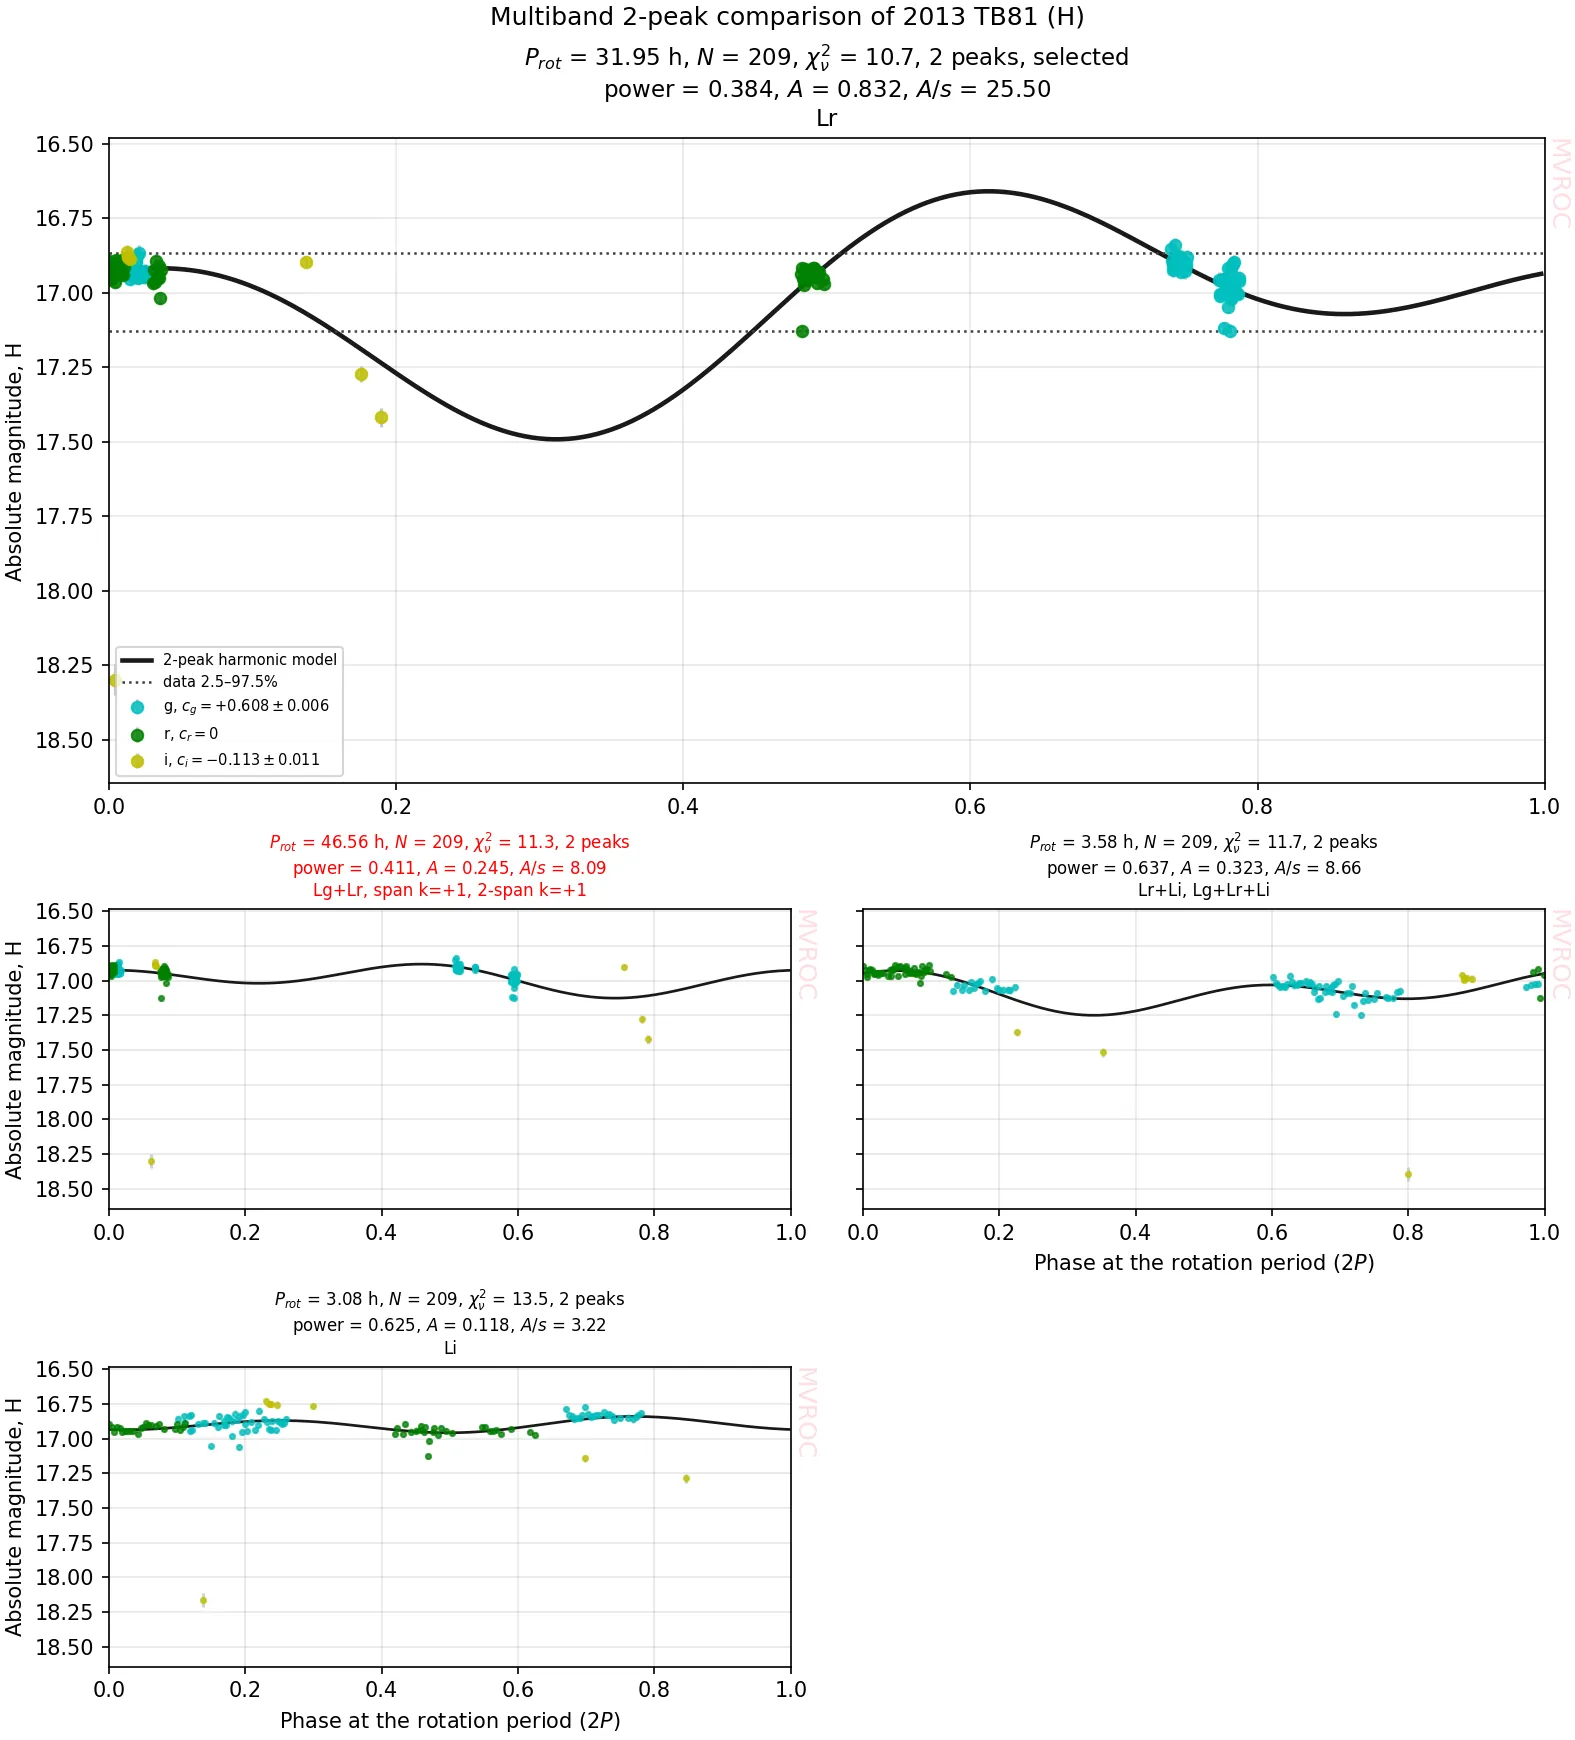 Multiband 2-peak comparison of 2013 TB81 (H)
P_rot = 31.95 h, N = 209, χ²_ν = 10.7, 2 peaks, selected
power = 0.384, A = 0.832, A/s = 25.50
Lr
16.50
16.75
17.00
17.25
17.50
17.75
18.00
18.25
18.50
Absolute magnitude, H
2-peak harmonic model
data 2.5–97.5%
g, c_g = +0.608 ± 0.006
r, c_r = 0
i, c_i = −0.113 ± 0.011
0.0 0.2 0.4 0.6 0.8 1.0
MVROC
P_rot = 46.56 h, N = 209, χ²_ν = 11.3, 2 peaks
power = 0.411, A = 0.245, A/s = 8.09
Lg+Lr, span k=+1, 2-span k=+1
16.50
16.75
17.00
17.25
17.50
17.75
18.00
18.25
18.50
Absolute magnitude, H
0.0 0.2 0.4 0.6 0.8 1.0
MVROC
P_rot = 3.58 h, N = 209, χ²_ν = 11.7, 2 peaks
power = 0.637, A = 0.323, A/s = 8.66
Lr+Li, Lg+Lr+Li
0.0 0.2 0.4 0.6 0.8 1.0
Phase at the rotation period (2P)
MVROC
P_rot = 3.08 h, N = 209, χ²_ν = 13.5, 2 peaks
power = 0.625, A = 0.118, A/s = 3.22
Li
16.50
16.75
17.00
17.25
17.50
17.75
18.00
18.25
18.50
Absolute magnitude, H
0.0 0.2 0.4 0.6 0.8 1.0
Phase at the rotation period (2P)
MVROC